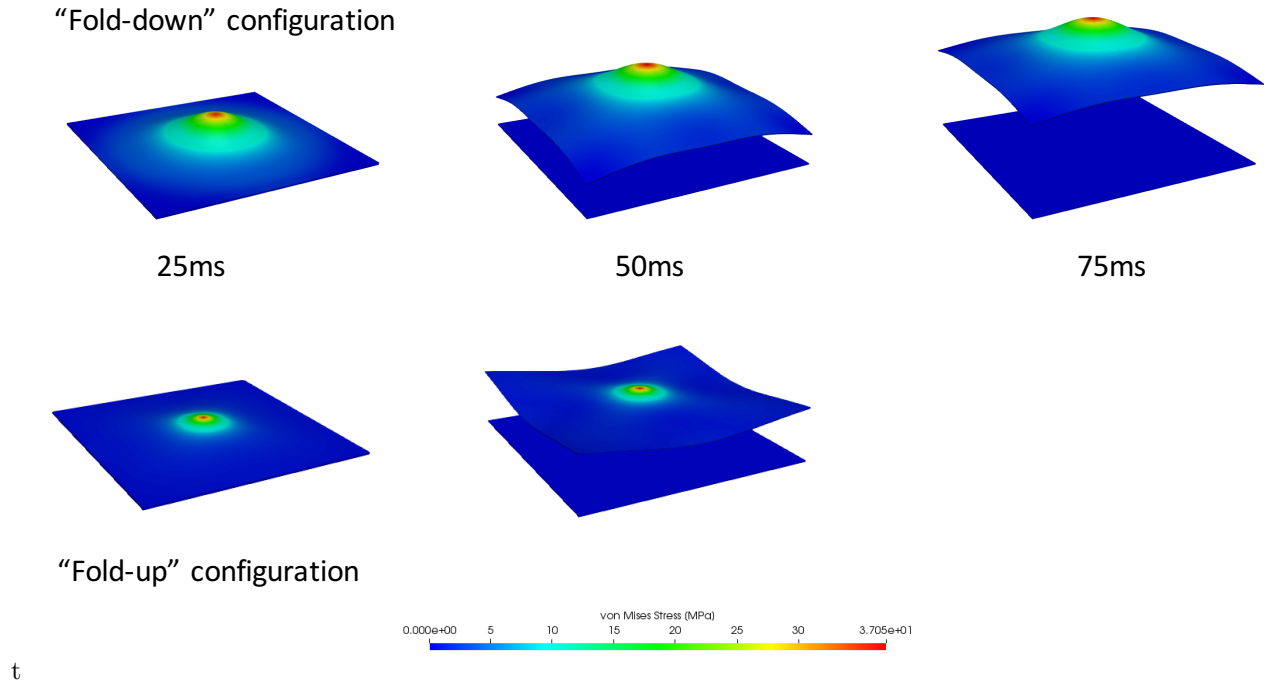 “Fold-down” configuration
25ms
50ms
75ms
“Fold-up” configuration
von Mises Stress (MPa)
0.000e+00 5 10 15 20 25 30 3.705e+01
t